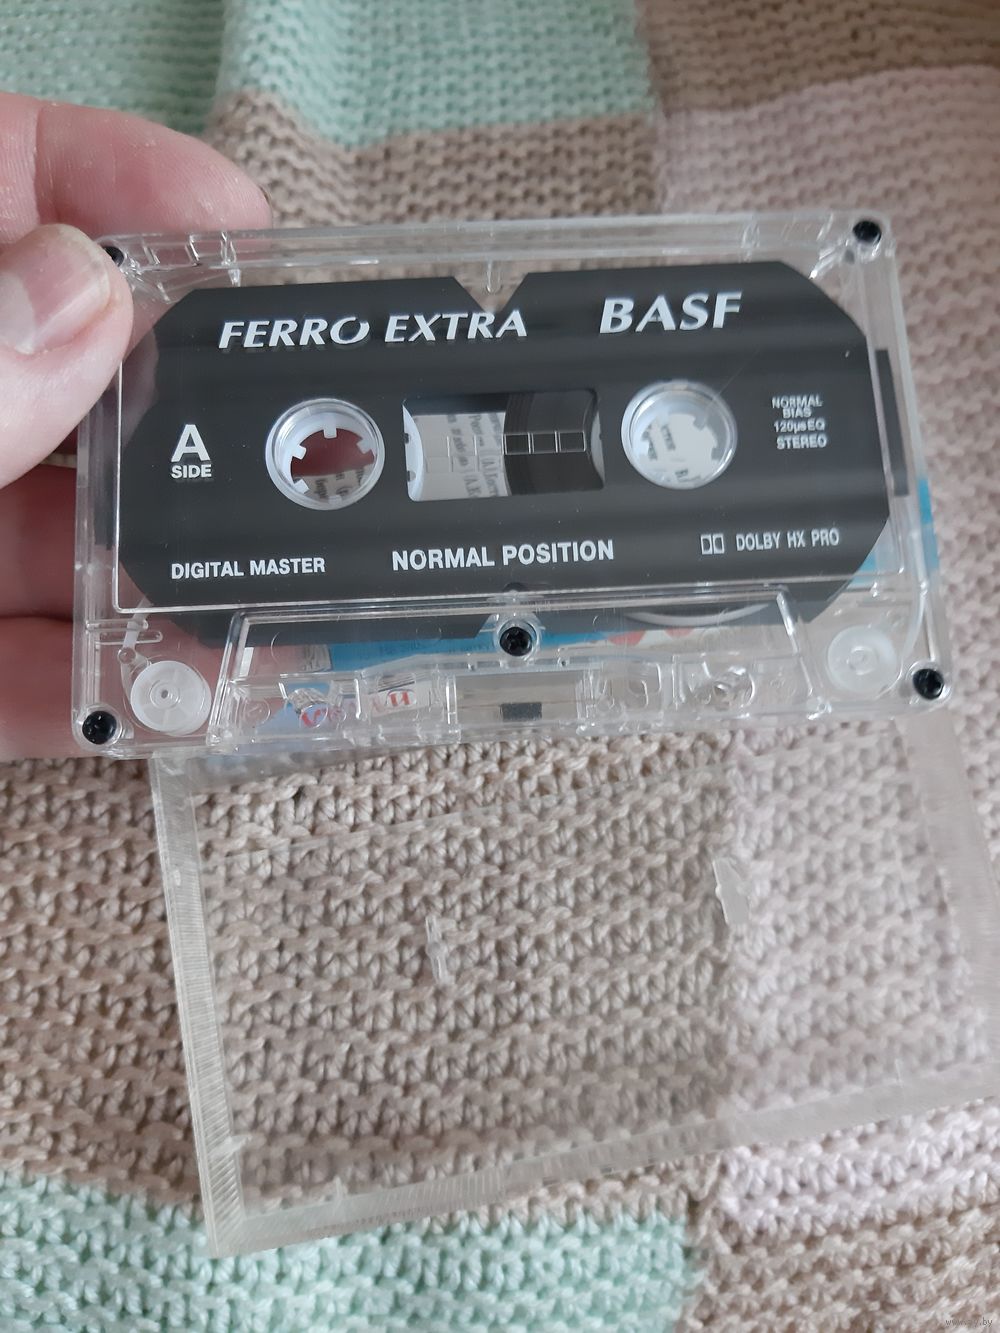 FERRO EXTRA BASF
A
SIDE
NORMAL
BIAS
120µs EQ
STEREO
DIGITAL MASTER
NORMAL POSITION
DOLBY HX PRO